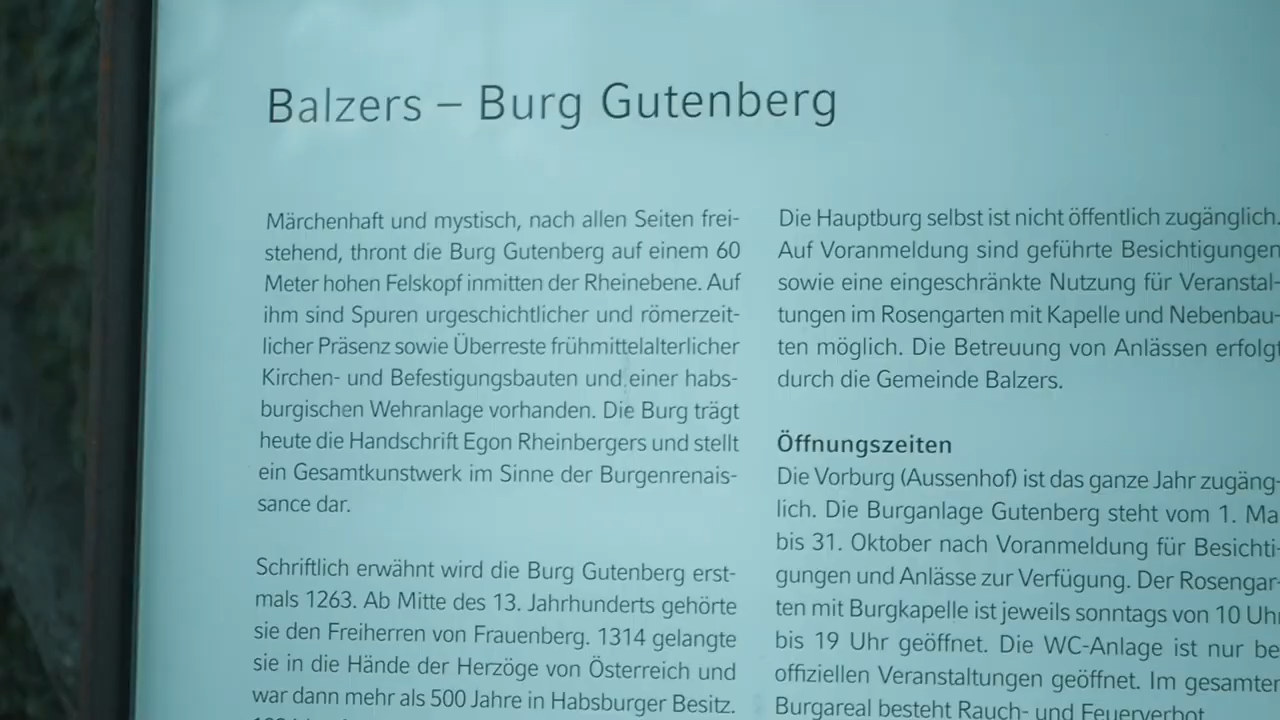 Balzers – Burg Gutenberg
Märchenhaft und mystisch, nach allen Seiten frei-
stehend, thront die Burg Gutenberg auf einem 60
Meter hohen Felskopf inmitten der Rheinebene. Auf
ihm sind Spuren urgeschichtlicher und römerzeit-
licher Präsenz sowie Überreste frühmittelalterlicher
Kirchen- und Befestigungsbauten und einer habs-
burgischen Wehranlage vorhanden. Die Burg trägt
heute die Handschrift Egon Rheinbergers und stellt
ein Gesamtkunstwerk im Sinne der Burgenrenais-
sance dar.
Schriftlich erwähnt wird die Burg Gutenberg erst-
mals 1263. Ab Mitte des 13. Jahrhunderts gehörte
sie den Freiherren von Frauenberg. 1314 gelangte
sie in die Hände der Herzöge von Österreich und
war dann mehr als 500 Jahre in Habsburger Besitz.
Die Hauptburg selbst ist nicht öffentlich zugänglich.
Auf Voranmeldung sind geführte Besichtigungen
sowie eine eingeschränkte Nutzung für Veranstal-
tungen im Rosengarten mit Kapelle und Nebenbau-
ten möglich. Die Betreuung von Anlässen erfolgt
durch die Gemeinde Balzers.
Öffnungszeiten
Die Vorburg (Aussenhof) ist das ganze Jahr zugäng-
lich. Die Burganlage Gutenberg steht vom 1. Ma
bis 31. Oktober nach Voranmeldung für Besichti-
gungen und Anlässe zur Verfügung. Der Rosengar-
ten mit Burgkapelle ist jeweils sonntags von 10 Uhr
bis 19 Uhr geöffnet. Die WC-Anlage ist nur be
offiziellen Veranstaltungen geöffnet. Im gesamten
Burgareal besteht Rauch- und Feuerverbot.